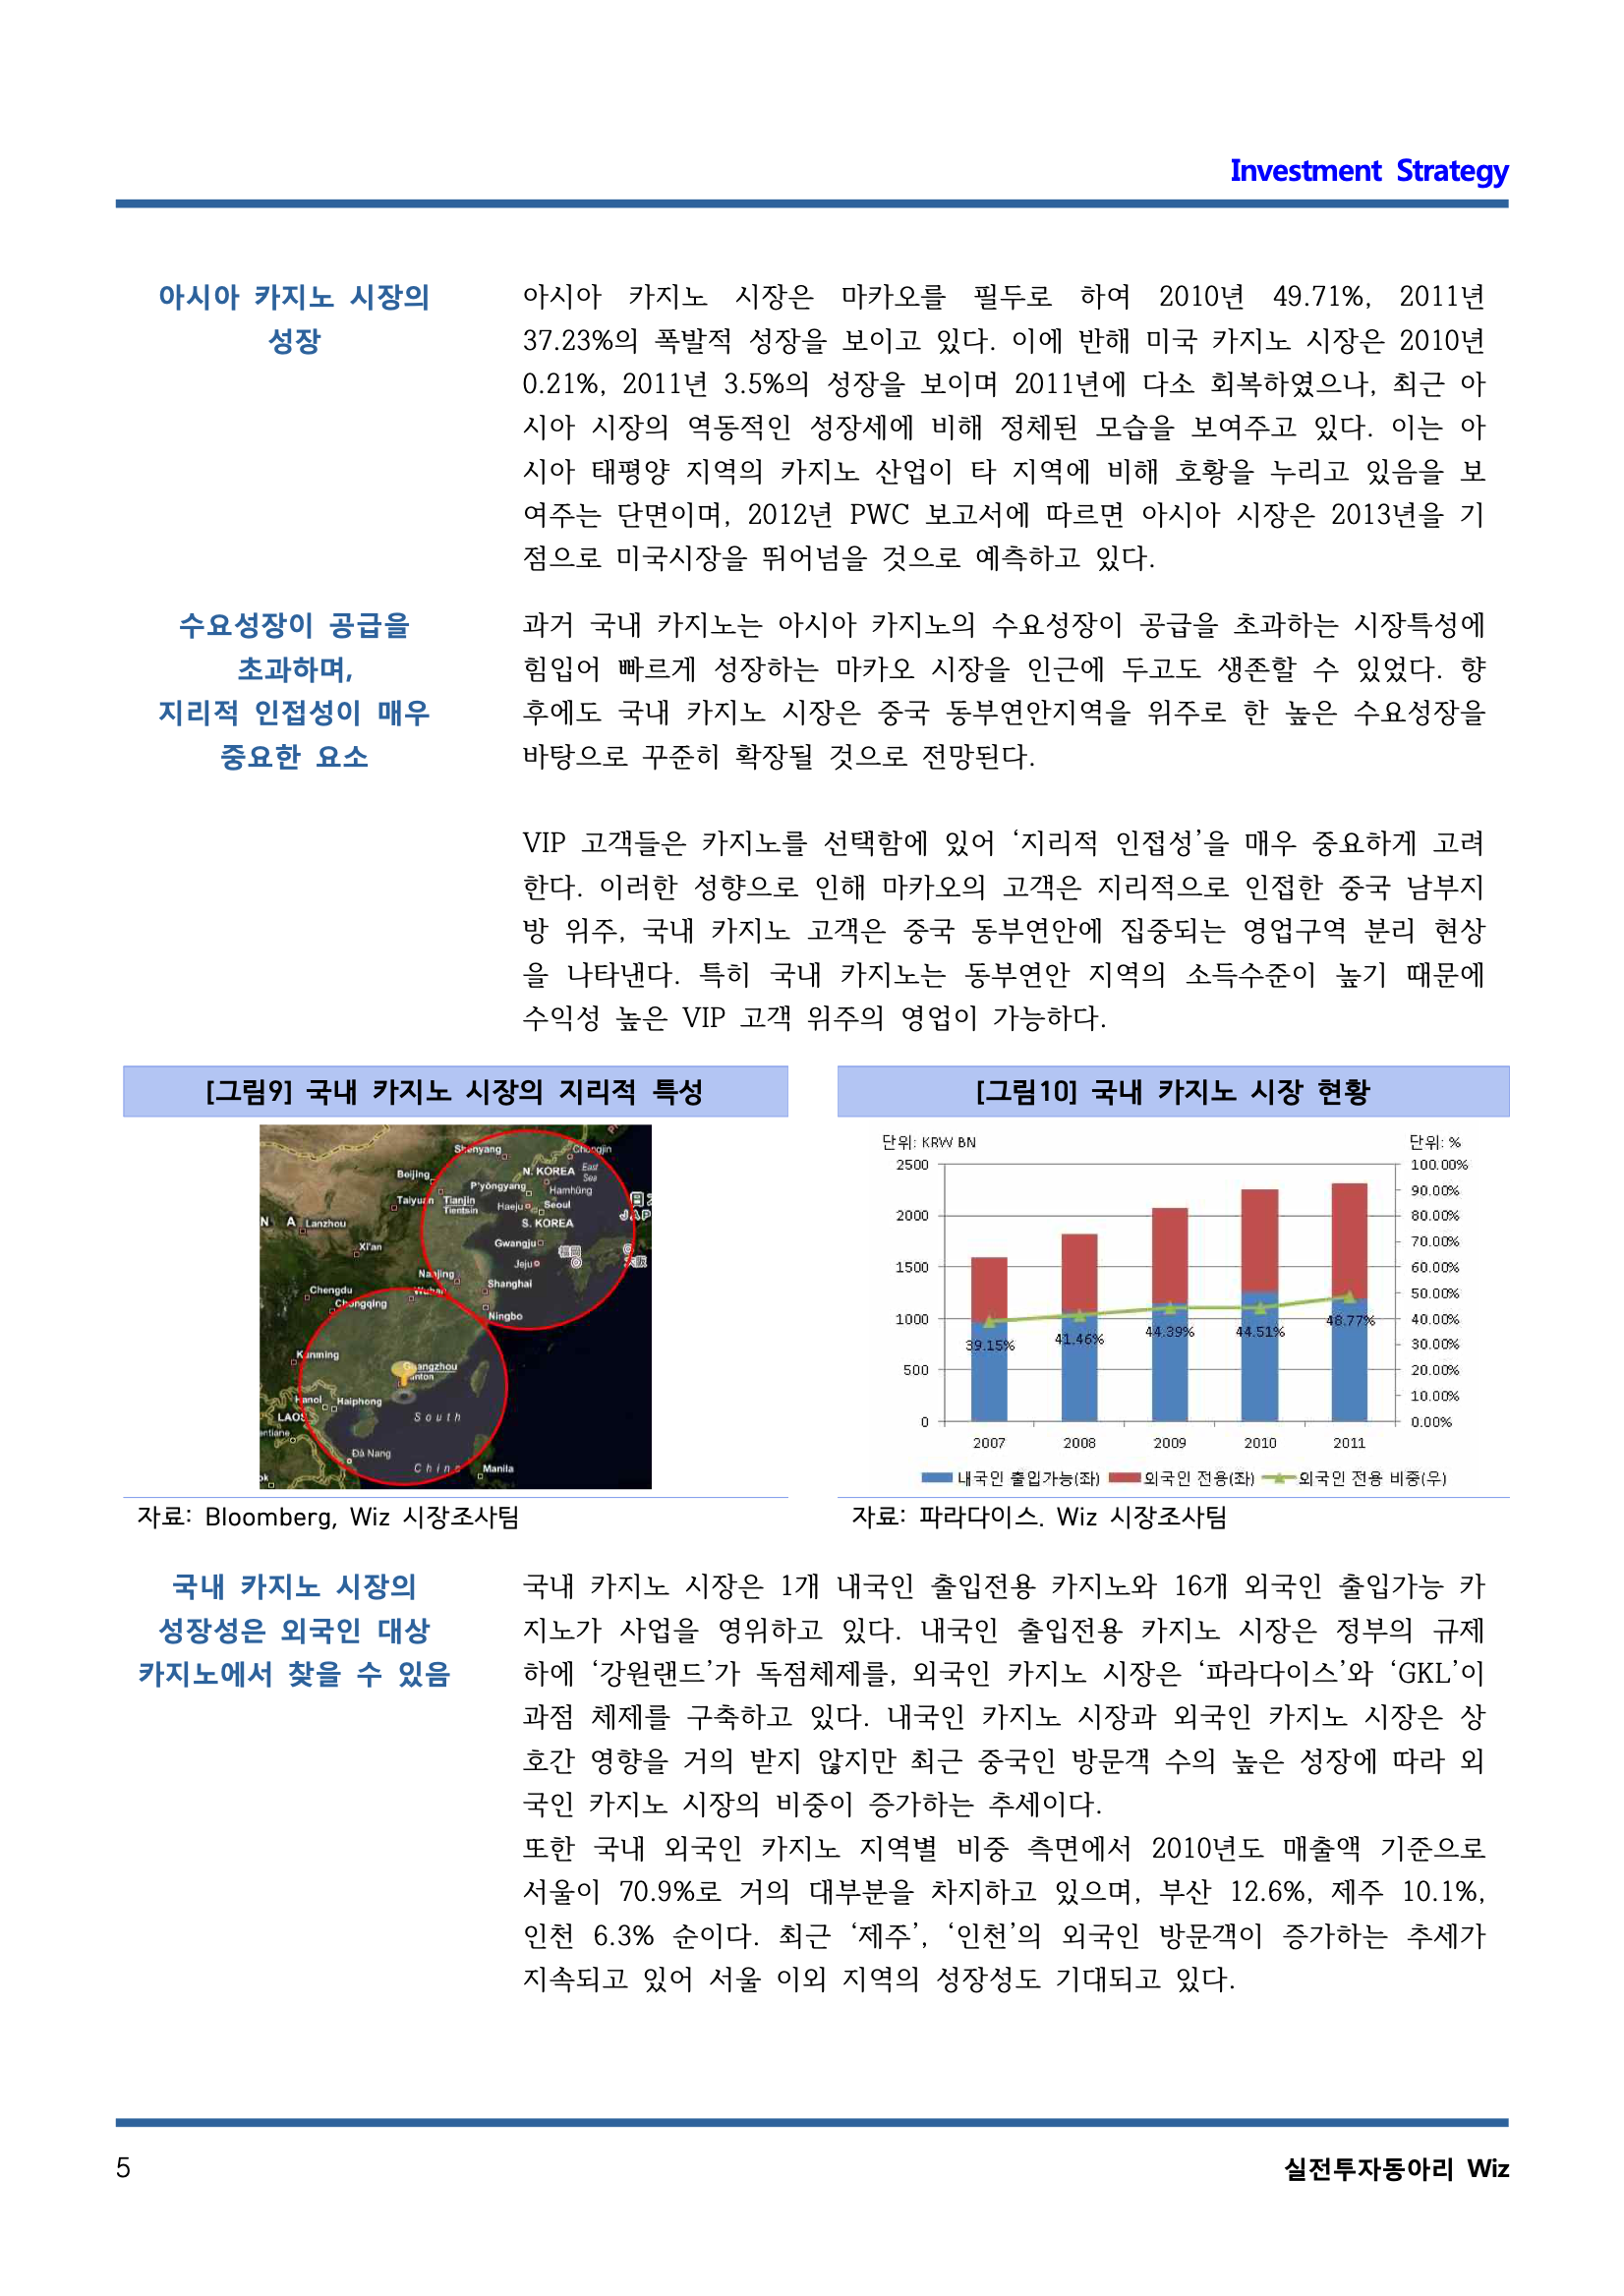 Investment Strategy
아시아 카지노 시장의
성장
아시아 카지노 시장은 마카오를 필두로 하여 2010년 49.71%, 2011년
37.23%의 폭발적 성장을 보이고 있다. 이에 반해 미국 카지노 시장은 2010년
0.21%, 2011년 3.5%의 성장을 보이며 2011년에 다소 회복하였으나, 최근 아
시아 시장의 역동적인 성장세에 비해 정체된 모습을 보여주고 있다. 이는 아
시아 태평양 지역의 카지노 산업이 타 지역에 비해 호황을 누리고 있음을 보
여주는 단면이며, 2012년 PWC 보고서에 따르면 아시아 시장은 2013년을 기
점으로 미국시장을 뛰어넘을 것으로 예측하고 있다.
수요성장이 공급을
초과하며,
지리적 인접성이 매우
중요한 요소
과거 국내 카지노는 아시아 카지노의 수요성장이 공급을 초과하는 시장특성에
힘입어 빠르게 성장하는 마카오 시장을 인근에 두고도 생존할 수 있었다. 향
후에도 국내 카지노 시장은 중국 동부연안지역을 위주로 한 높은 수요성장을
바탕으로 꾸준히 확장될 것으로 전망된다.
VIP 고객들은 카지노를 선택함에 있어 ‘지리적 인접성’을 매우 중요하게 고려
한다. 이러한 성향으로 인해 마카오의 고객은 지리적으로 인접한 중국 남부지
방 위주, 국내 카지노 고객은 중국 동부연안에 집중되는 영업구역 분리 현상
을 나타낸다. 특히 국내 카지노는 동부연안 지역의 소득수준이 높기 때문에
수익성 높은 VIP 고객 위주의 영업이 가능하다.
[그림9] 국내 카지노 시장의 지리적 특성
Shenyang
Chongjin
Beijing
N. KOREA
East
Sea
P'yŏngyang
Hamhŭng
Taiyuan
Tianjin
Tientsin
Haeju
Seoul
N A
Lanzhou
S. KOREA
Xi'an
Gwangju
福岡
Jeju
Nanjing
Shanghai
Chengdu
Wuhan
Chongqing
Ningbo
Kunming
Guangzhou
Hanoi
Haiphong
LAOS
South
Đà Nang
China
Manila
자료: Bloomberg, Wiz 시장조사팀
[그림10] 국내 카지노 시장 현황
단위: KRW BN
단위: %
2500
2000
1500
1000
500
0
100.00%
90.00%
80.00%
70.00%
60.00%
50.00%
40.00%
30.00%
20.00%
10.00%
0.00%
39.15%
41.46%
44.39%
44.51%
48.77%
2007 2008 2009 2010 2011
내국인 출입가능(좌) 외국인 전용(좌) 외국인 전용 비중(우)
자료: 파라다이스. Wiz 시장조사팀
국내 카지노 시장의
성장성은 외국인 대상
카지노에서 찾을 수 있음
국내 카지노 시장은 1개 내국인 출입전용 카지노와 16개 외국인 출입가능 카
지노가 사업을 영위하고 있다. 내국인 출입전용 카지노 시장은 정부의 규제
하에 ‘강원랜드’가 독점체제를, 외국인 카지노 시장은 ‘파라다이스’와 ‘GKL’이
과점 체제를 구축하고 있다. 내국인 카지노 시장과 외국인 카지노 시장은 상
호간 영향을 거의 받지 않지만 최근 중국인 방문객 수의 높은 성장에 따라 외
국인 카지노 시장의 비중이 증가하는 추세이다.
또한 국내 외국인 카지노 지역별 비중 측면에서 2010년도 매출액 기준으로
서울이 70.9%로 거의 대부분을 차지하고 있으며, 부산 12.6%, 제주 10.1%,
인천 6.3% 순이다. 최근 ‘제주’, ‘인천’의 외국인 방문객이 증가하는 추세가
지속되고 있어 서울 이외 지역의 성장성도 기대되고 있다.
5
실전투자동아리 Wiz